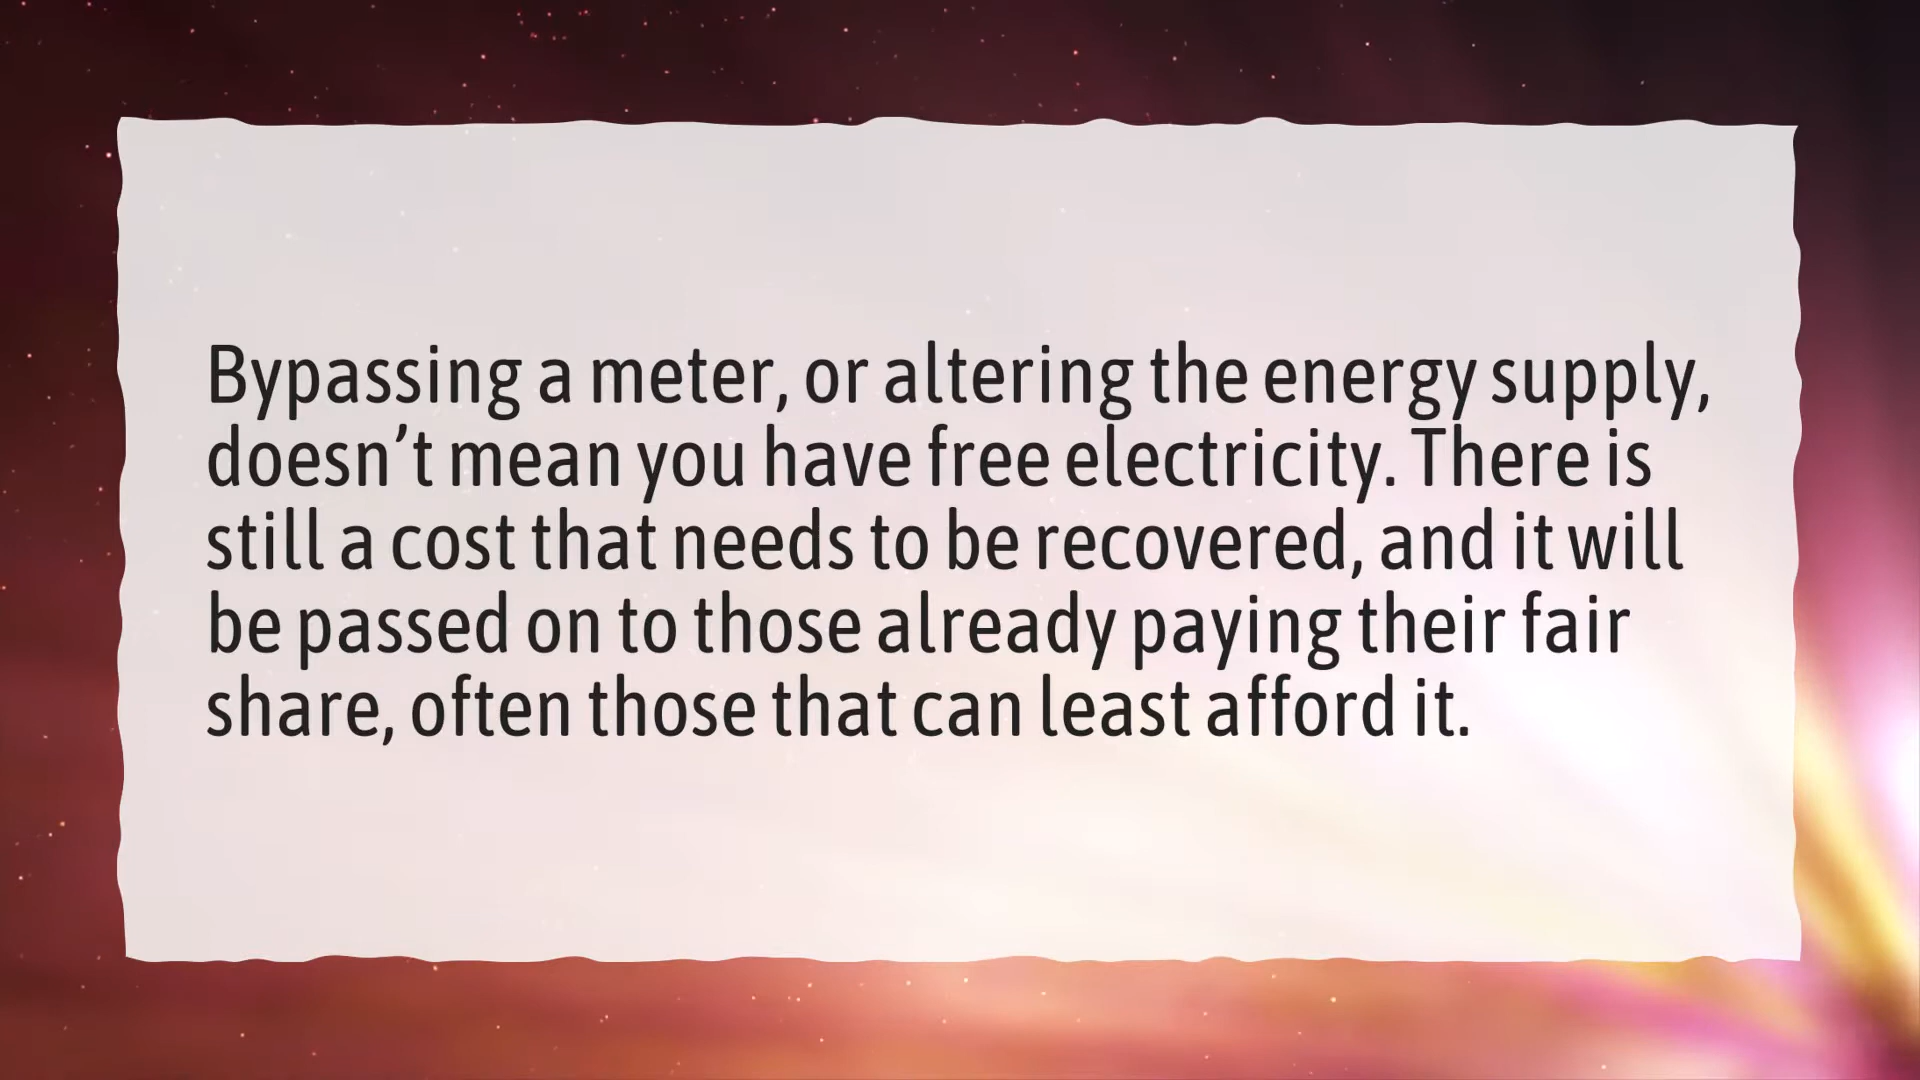 Bypassing a meter, or altering the energy supply,
doesn’t mean you have free electricity. There is
still a cost that needs to be recovered, and it will
be passed on to those already paying their fair
share, often those that can least afford it.